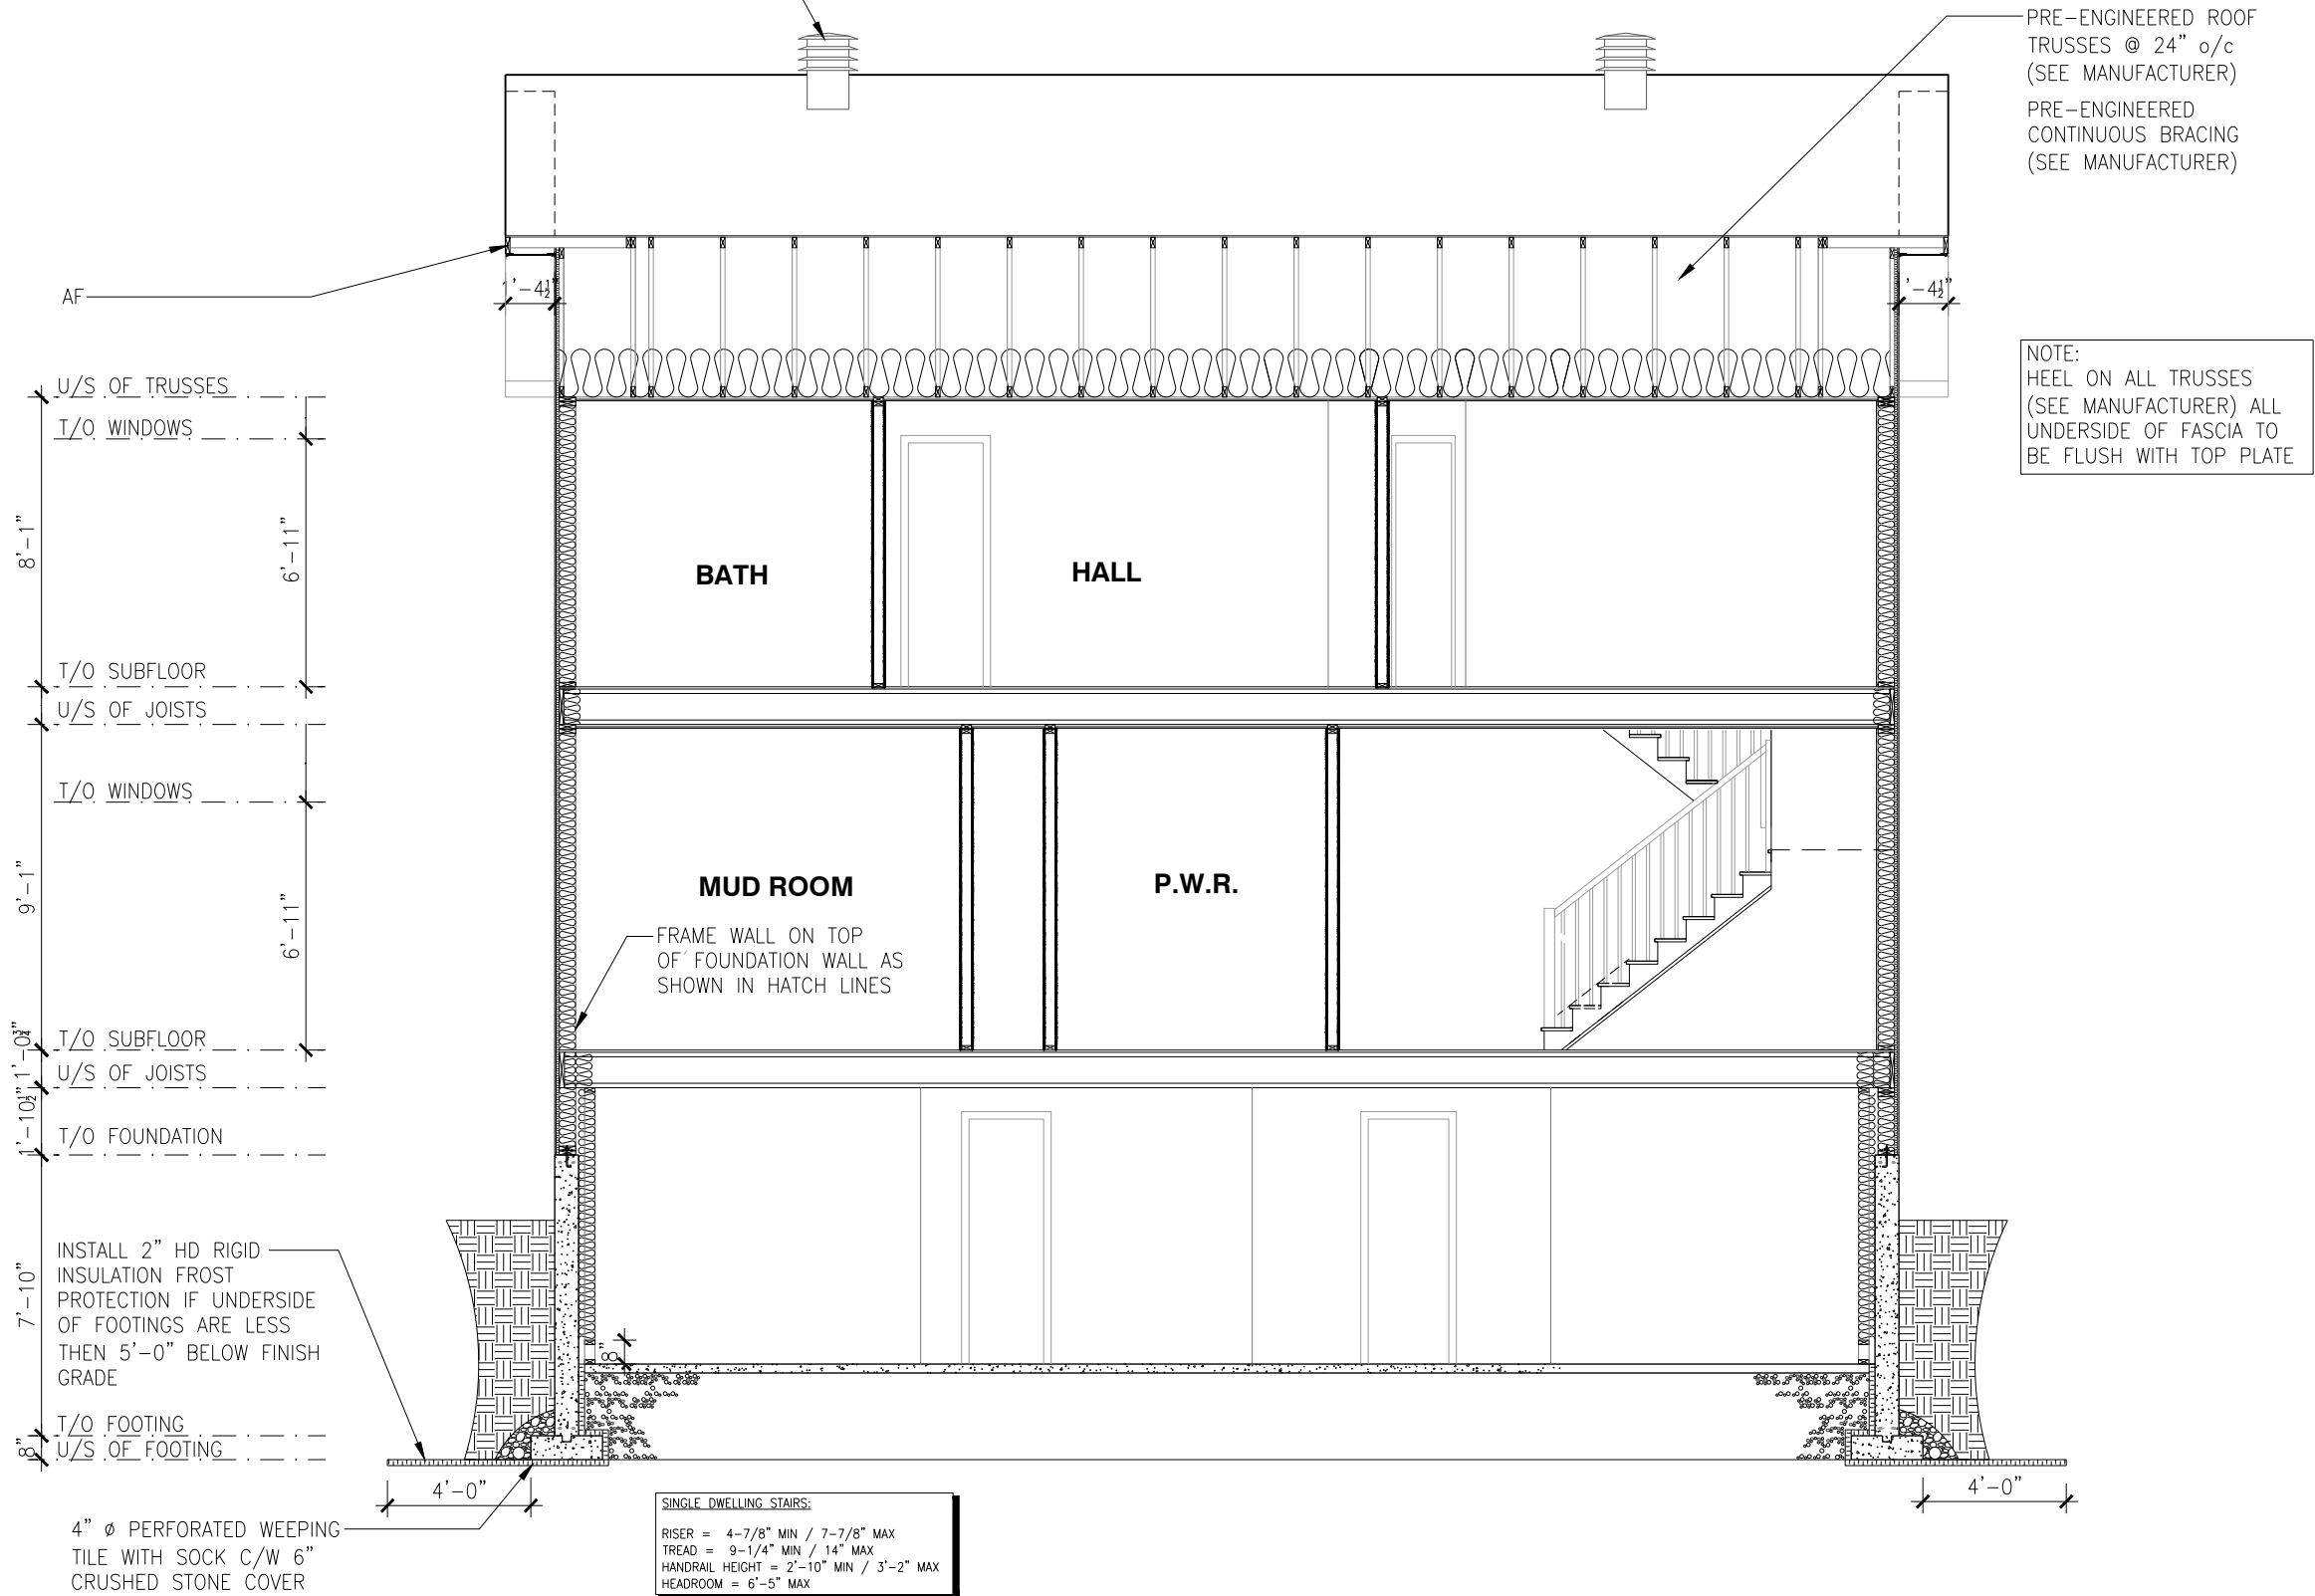 PRE-ENGINEERED ROOF
TRUSSES @ 24" o/c
(SEE MANUFACTURER)
PRE-ENGINEERED
CONTINUOUS BRACING
(SEE MANUFACTURER)
AF
'-4½"
'-4½"
NOTE:
HEEL ON ALL TRUSSES
(SEE MANUFACTURER) ALL
UNDERSIDE OF FASCIA TO
BE FLUSH WITH TOP PLATE
U/S OF TRUSSES
T/O WINDOWS
8'-1"
6'-11"
BATH
HALL
T/O SUBFLOOR
U/S OF JOISTS
T/O WINDOWS
9'-1"
6'-11"
MUD ROOM
P.W.R.
FRAME WALL ON TOP
OF FOUNDATION WALL AS
SHOWN IN HATCH LINES
T/O SUBFLOOR
1'-0¾"
U/S OF JOISTS
1'-10½"
T/O FOUNDATION
7'-10"
INSTALL 2" HD RIGID
INSULATION FROST
PROTECTION IF UNDERSIDE
OF FOOTINGS ARE LESS
THEN 5'-0" BELOW FINISH
GRADE
8"
T/O FOOTING
U/S OF FOOTING
8"
4'-0"
4'-0"
4" ø PERFORATED WEEPING
TILE WITH SOCK C/W 6"
CRUSHED STONE COVER
SINGLE DWELLING STAIRS:
RISER = 4-7/8" MIN / 7-7/8" MAX
TREAD = 9-1/4" MIN / 14" MAX
HANDRAIL HEIGHT = 2'-10" MIN / 3'-2" MAX
HEADROOM = 6'-5" MAX